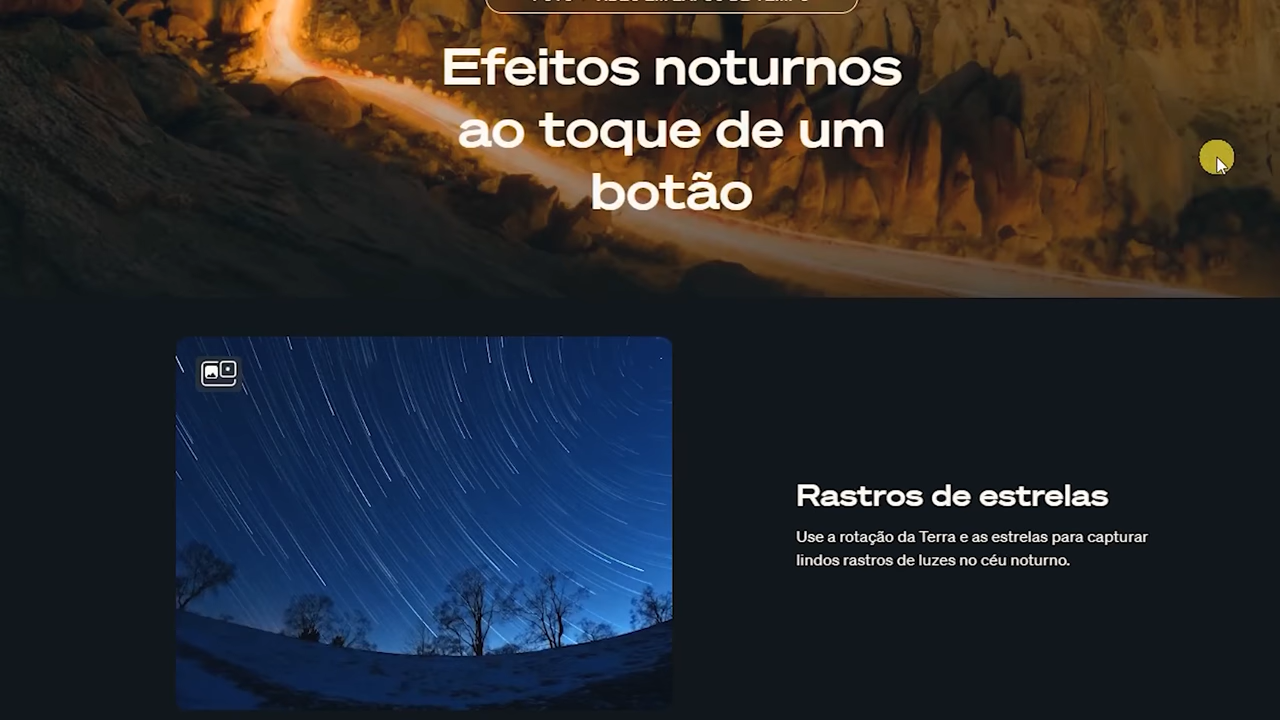 Efeitos noturnos
ao toque de um
botão
Rastros de estrelas
Use a rotação da Terra e as estrelas para capturar
lindos rastros de luzes no céu noturno.